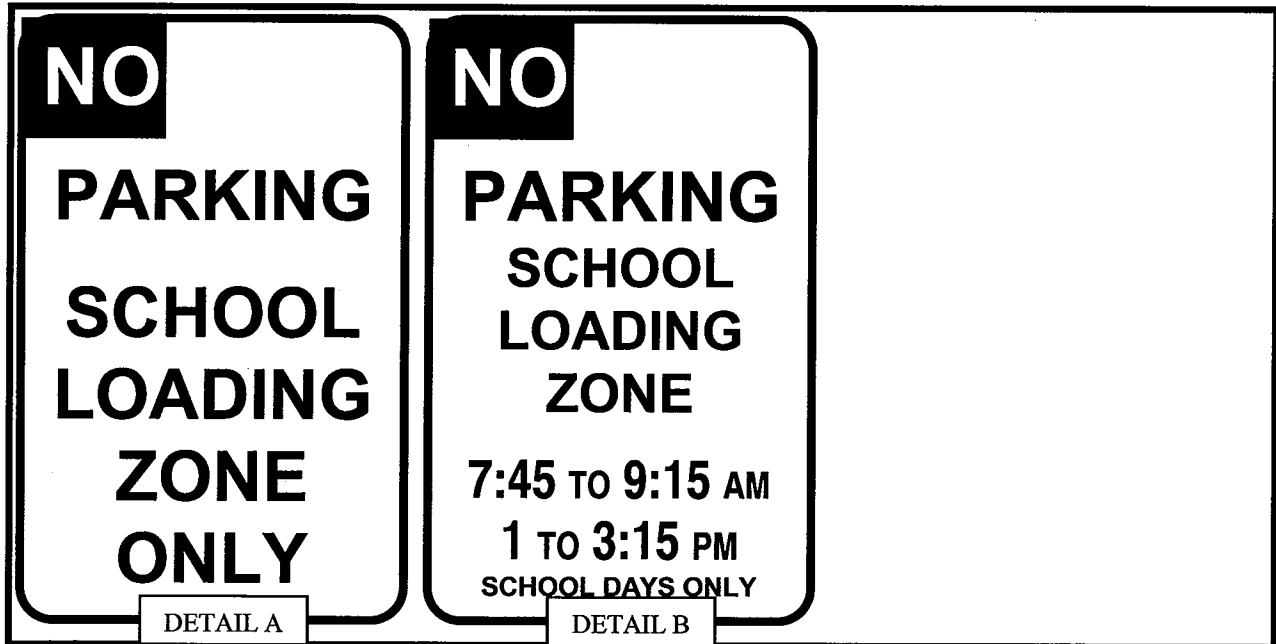 NO
PARKING
SCHOOL
LOADING
ZONE
ONLY
DETAIL A
NO
PARKING
SCHOOL
LOADING
ZONE
7:45 TO 9:15 AM
1 TO 3:15 PM
SCHOOL DAYS ONLY
DETAIL B